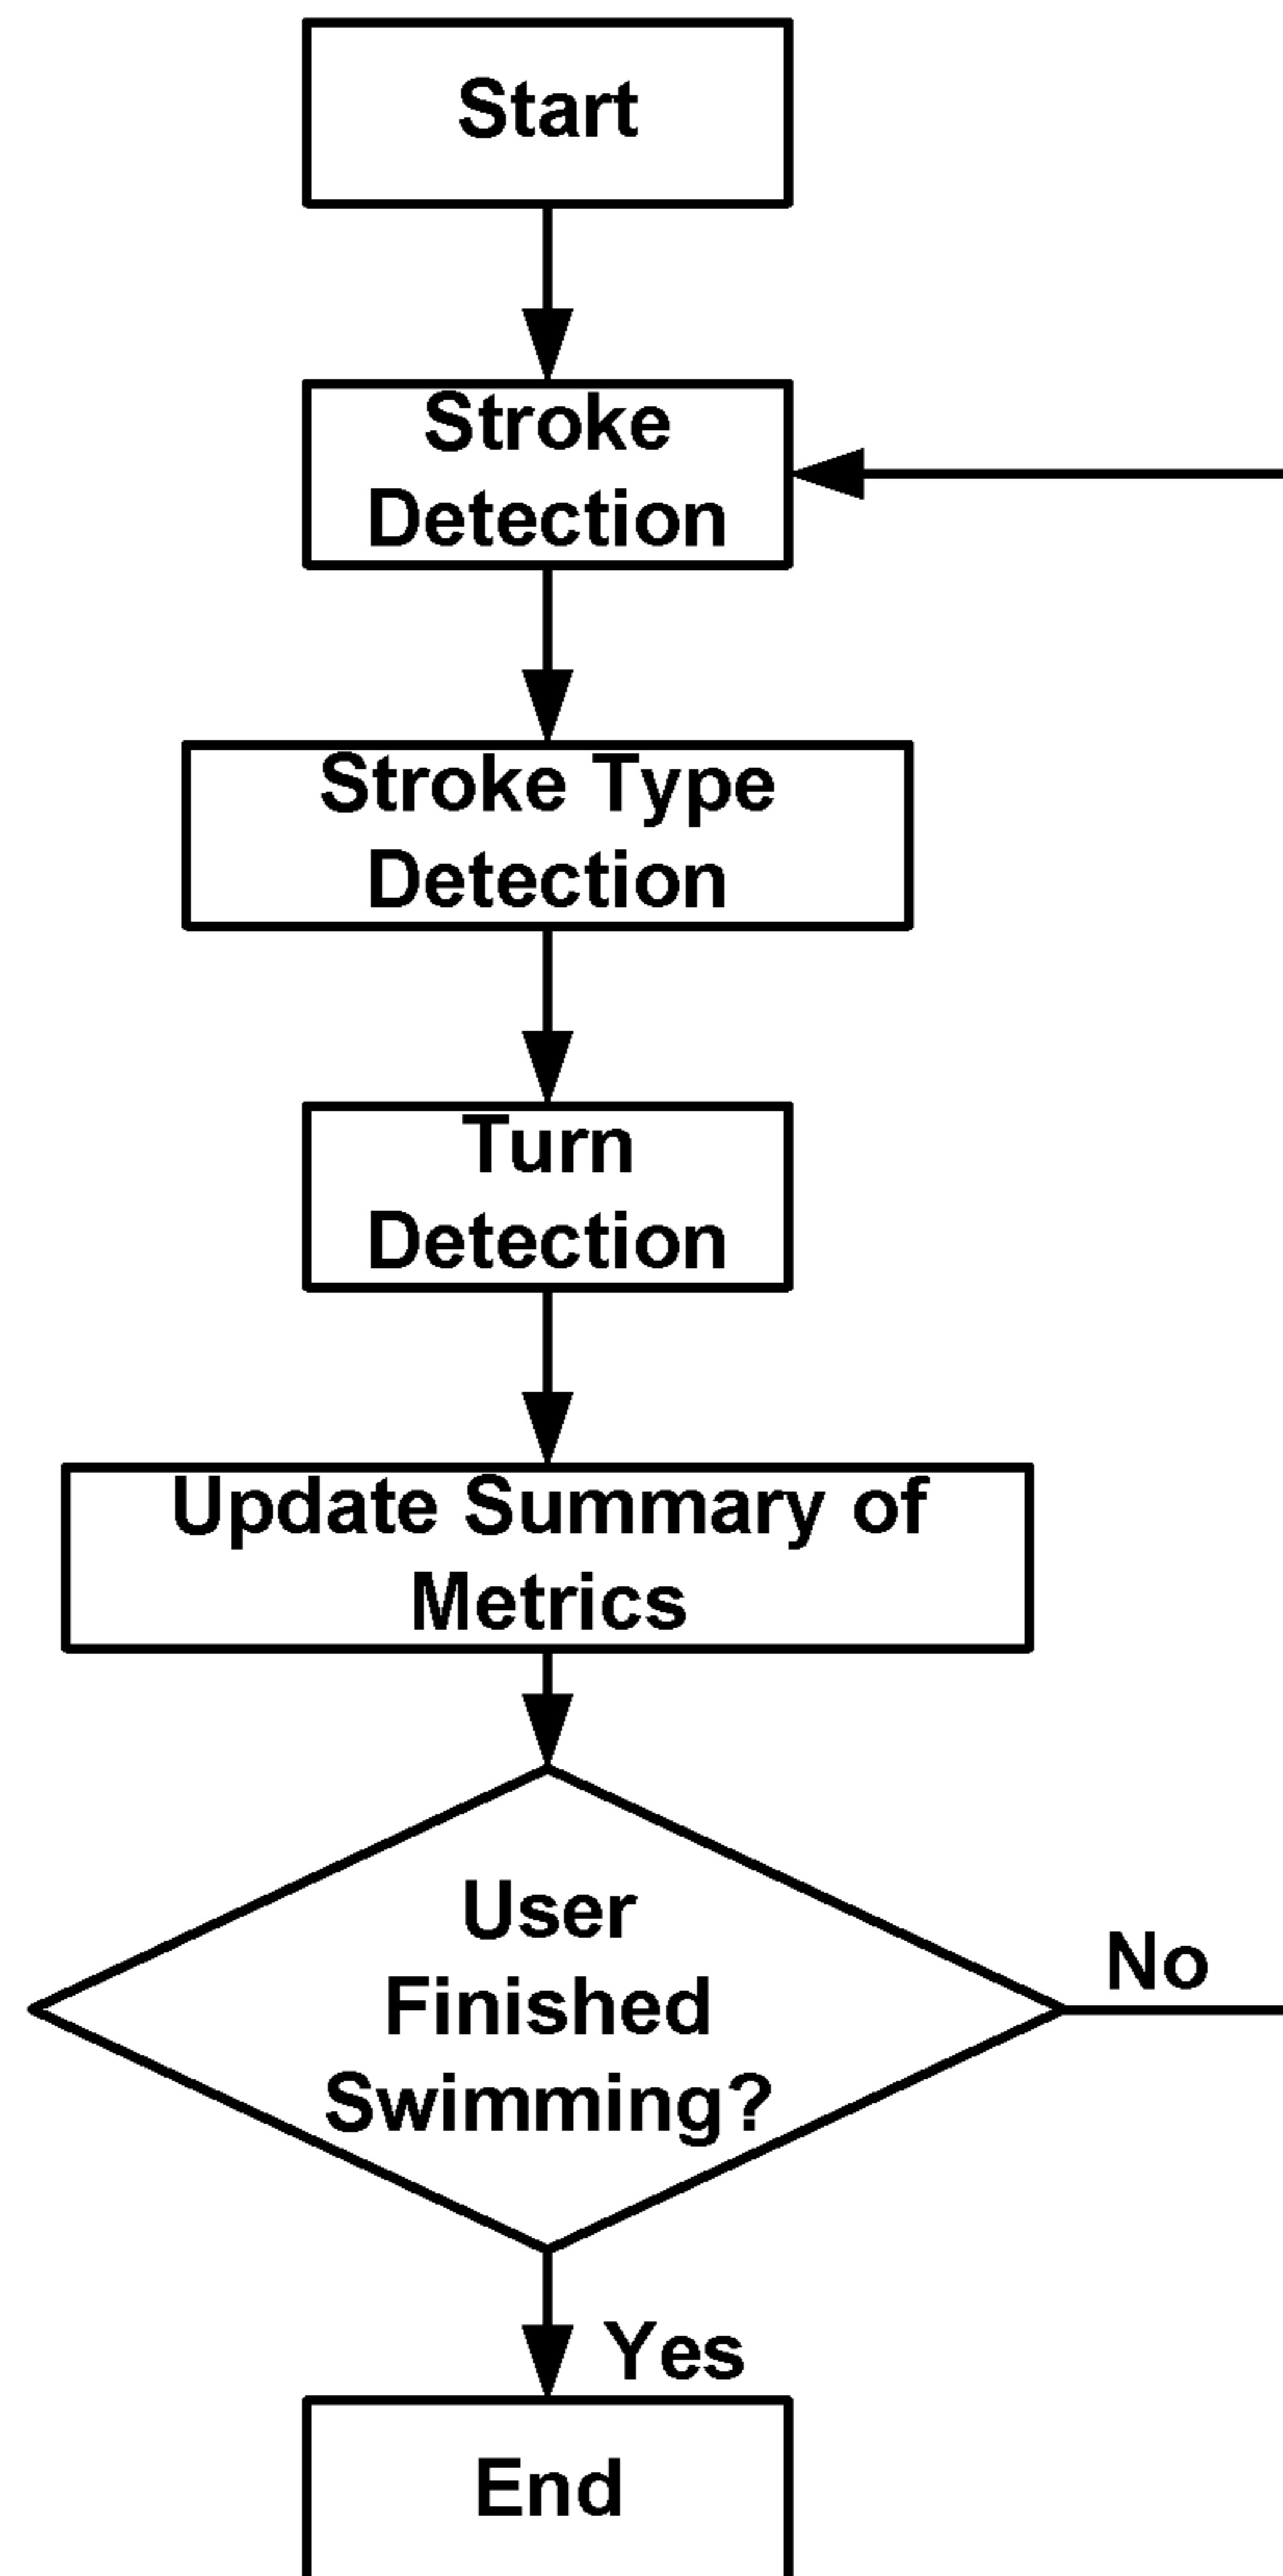 Start
Stroke
Detection
Stroke Type
Detection
Turn
Detection
Update Summary of
Metrics
User
Finished
Swimming?
No
Yes
End